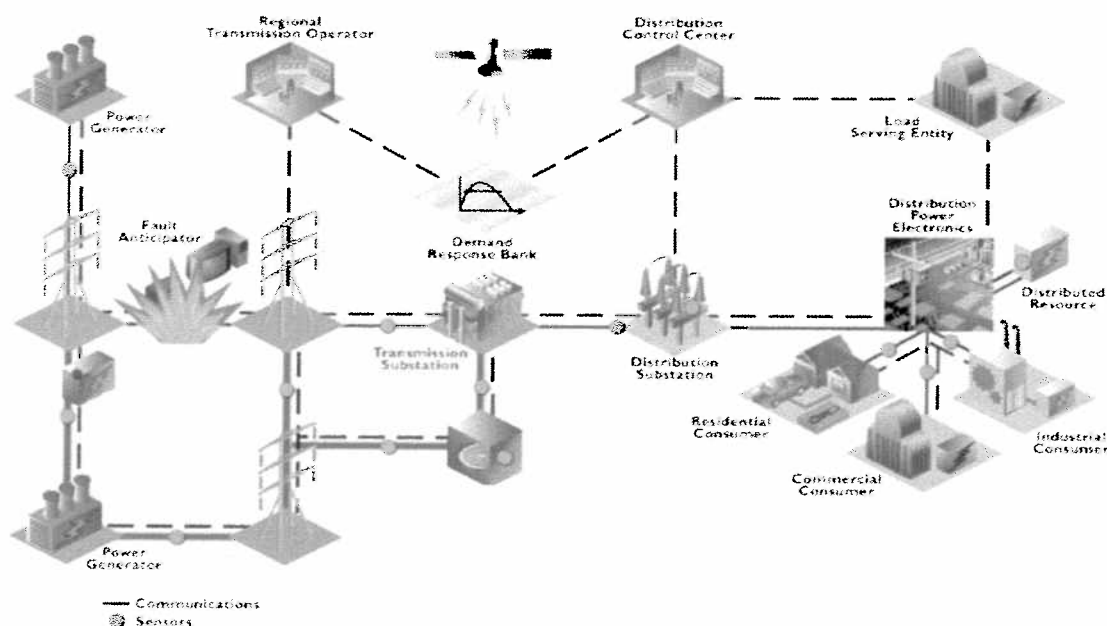 Regional
Transmission Operator
Distribution
Control Center
Power
Generator
Load
Serving Entity
Fault
Anticipator
Demand
Response Bank
Distribution
Power
Electronics
Distributed
Resource
Transmission
Substation
Distribution
Substation
Residential
Consumer
Industrial
Consumer
Commercial
Consumer
Power
Generator
Communications
Sensors